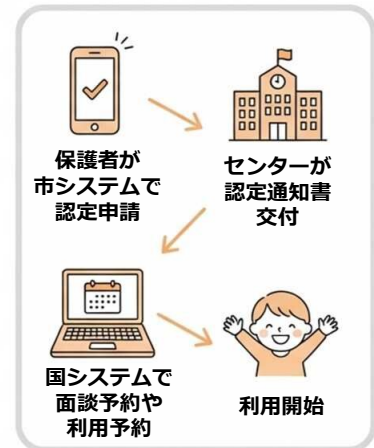 保護者が
市システムで
認定申請
センターが
認定通知書
交付
国システムで
面談予約や
利用予約
利用開始